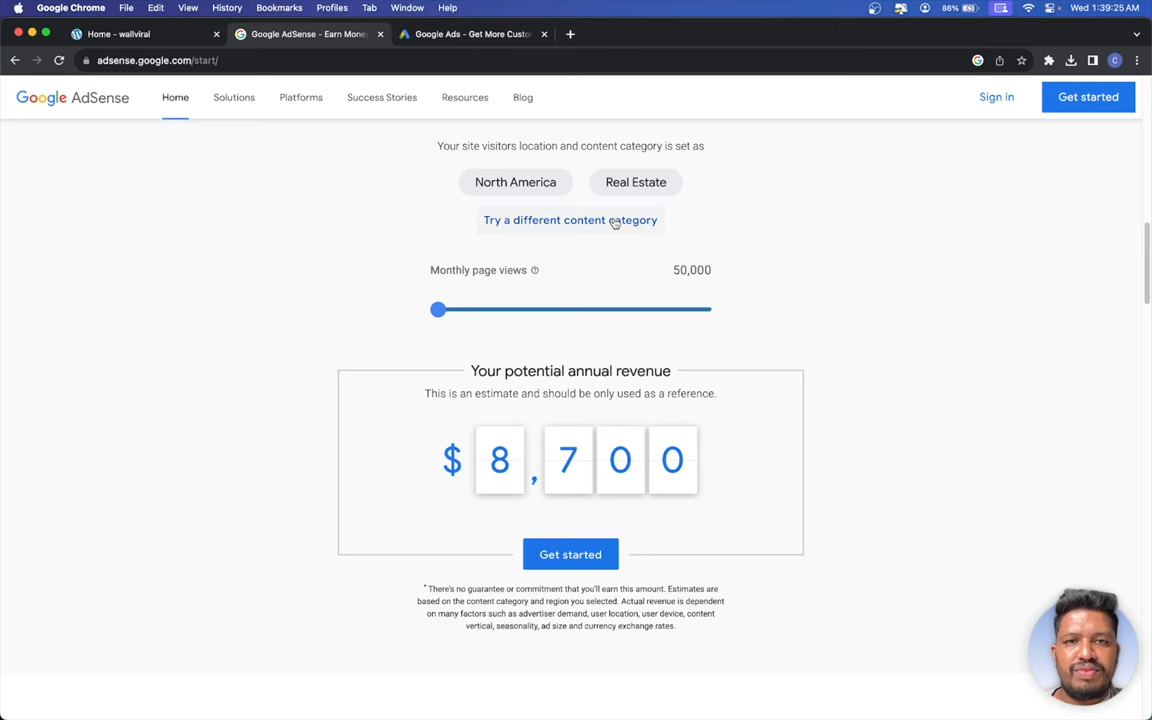 Google Chrome File Edit View History Bookmarks Profiles Tab Window Help 86% Wed 1:39:25 AM
Home - wallviral Google AdSense - Earn Money Google Ads - Get More Custo
adsense.google.com/start/ C
Google AdSense Home Solutions Platforms Success Stories Resources Blog Sign in Get started
Your site visitors location and content category is set as
North America Real Estate
Try a different content category
Monthly page views 50,000
Your potential annual revenue
This is an estimate and should be only used as a reference.
$ 8,700
Get started
* There's no guarantee or commitment that you'll earn this amount. Estimates are
based on the content category and region you selected. Actual revenue is dependent
on many factors such as advertiser demand, user location, user device, content
vertical, seasonality, ad size and currency exchange rates.